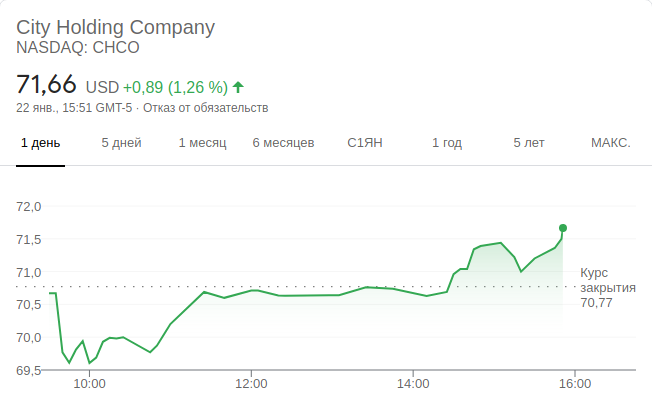 City Holding Company
NASDAQ: CHCO
71,66 USD +0,89 (1,26 %)
22 янв., 15:51 GMT-5 · Отказ от обязательств
1 день 5 дней 1 месяц 6 месяцев С1ЯН 1 год 5 лет МАКС.
72,0
71,5
71,0
70,5
70,0
69,5
Курс
закрытия
70,77
10:00 12:00 14:00 16:00